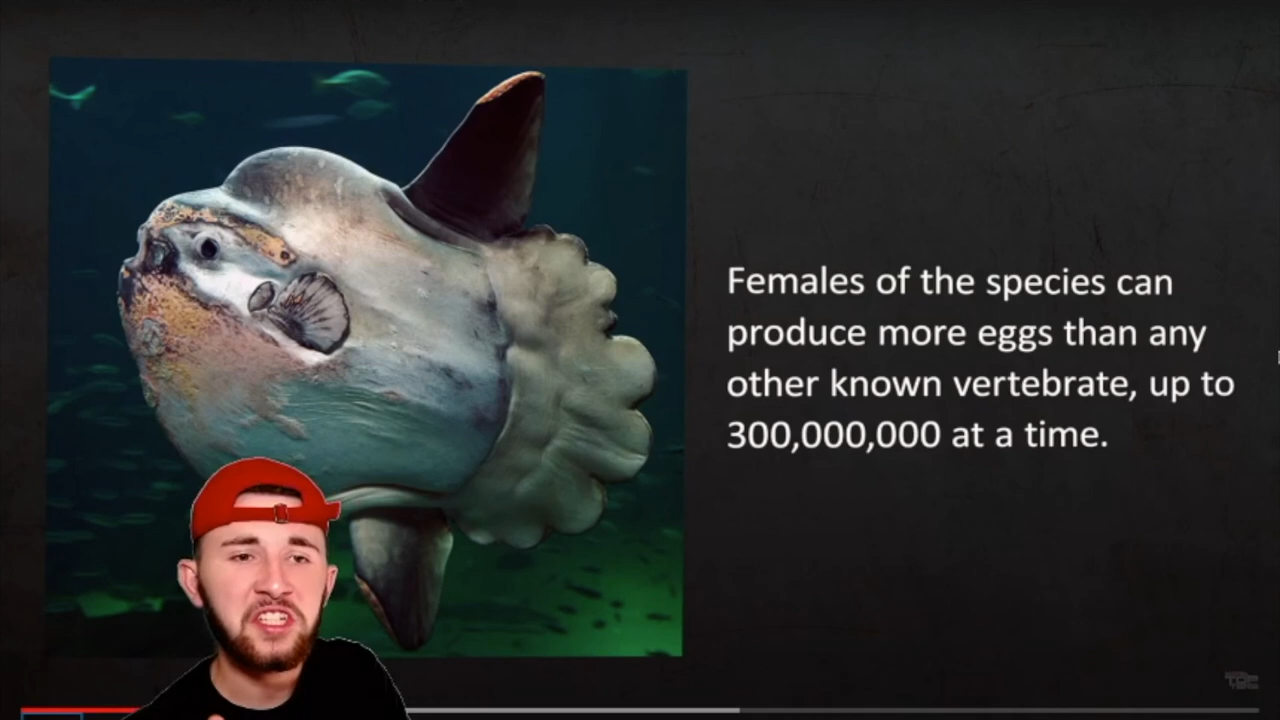 Females of the species can
produce more eggs than any
other known vertebrate, up to
300,000,000 at a time.